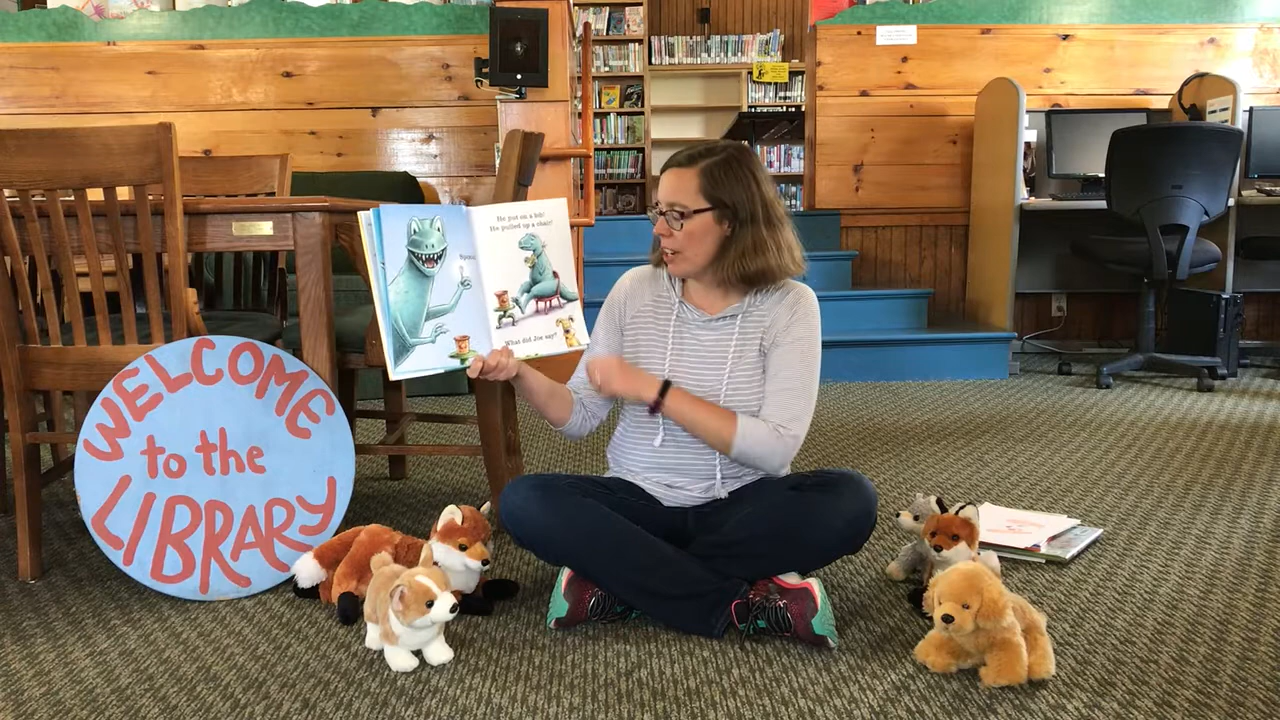 WELCOME
to the
LIBRARY
He put on a bib!
He pulled up a chair!
What did Joe say?